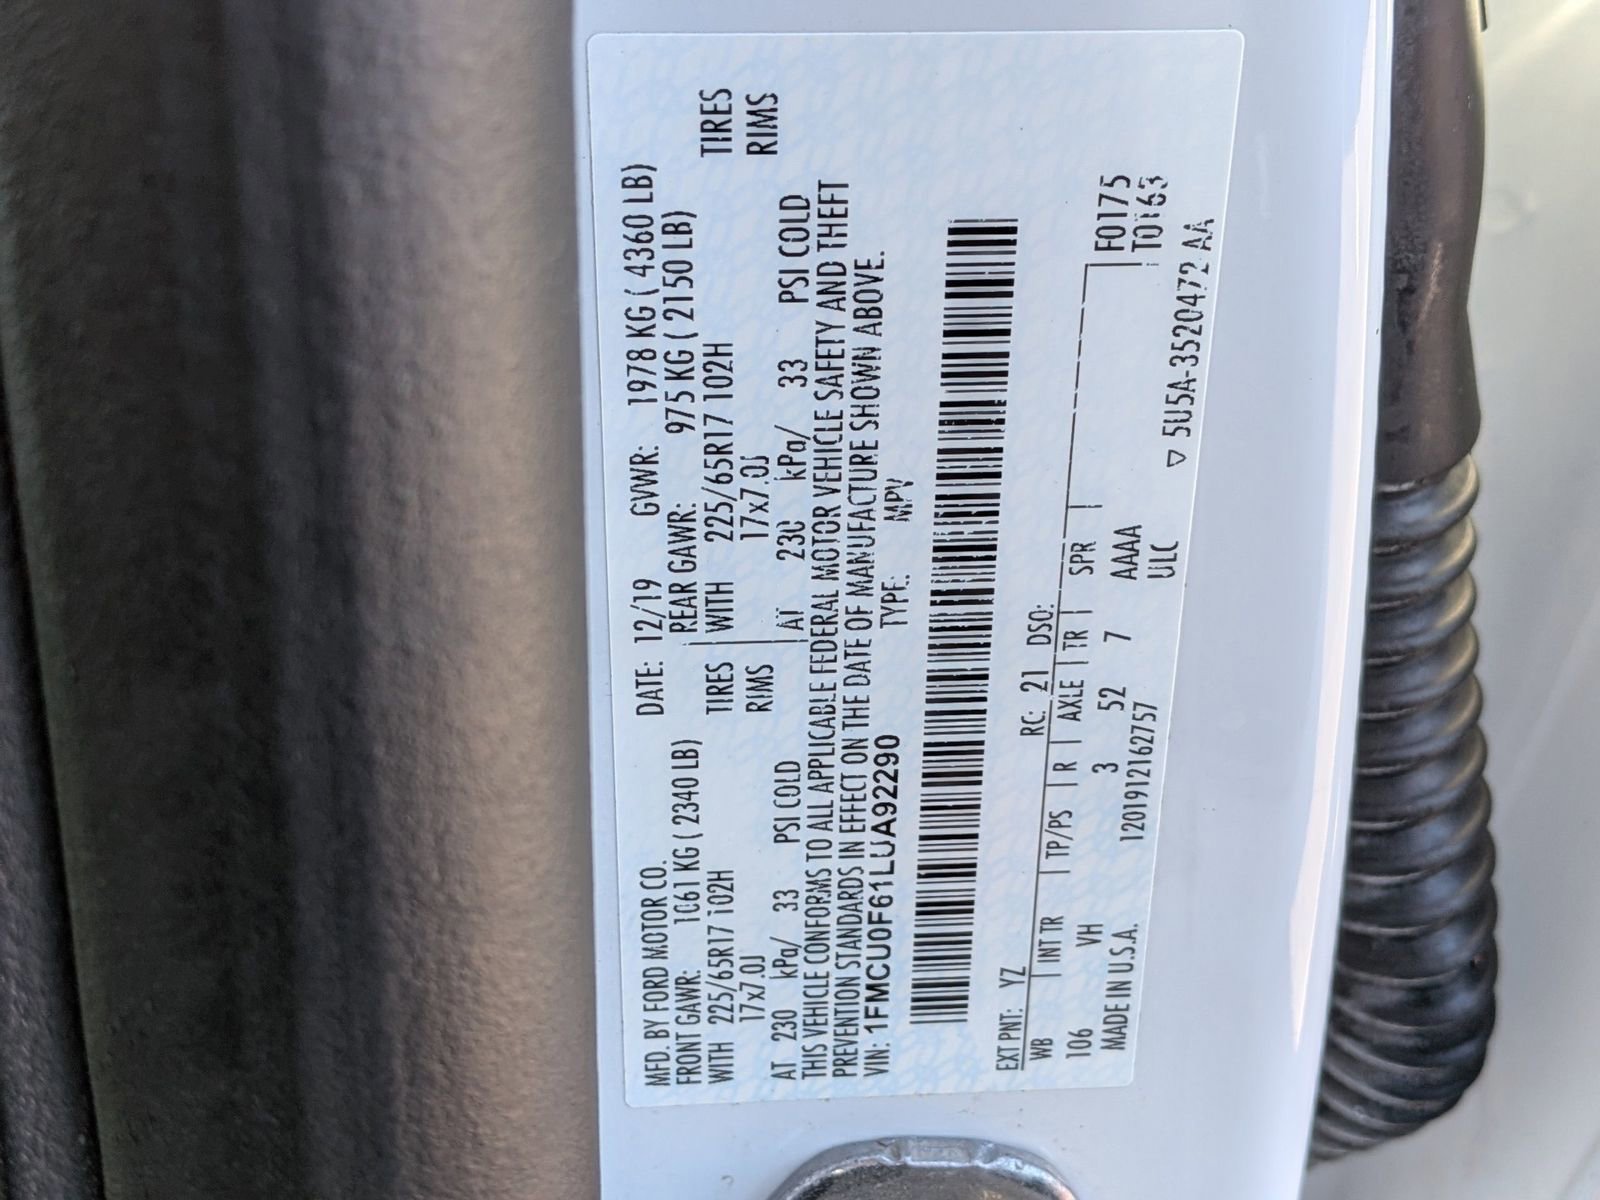 MFD. BY FORD MOTOR CO. DATE: 12/19 GVWR: 1978 KG ( 4360 LB)
FRONT GAWR: 1061 KG ( 2340 LB) REAR GAWR: 975 KG ( 2150 LB)
WITH 225/65R17 102H TIRES WITH 225/65R17 102H TIRES
17x7.0J RIMS 17x7.0J RIMS
AT 230 kPa/ 33 PSI COLD AT 230 kPa/ 33 PSI COLD
THIS VEHICLE CONFORMS TO ALL APPLICABLE FEDERAL MOTOR VEHICLE SAFETY AND THEFT
PREVENTION STANDARDS IN EFFECT ON THE DATE OF MANUFACTURE SHOWN ABOVE.
VIN: 1FMCU0F61LUA92290 TYPE: MPV
EXT PNT: YZ RC: 21 DSO:
WB INT TR TP/PS R AXLE TR SPR F0175
106 VH 3 52 7 AAAA T0163
MADE IN U.S.A. 120191216275​7 ULC
▽ 5U5A-3520472 AA